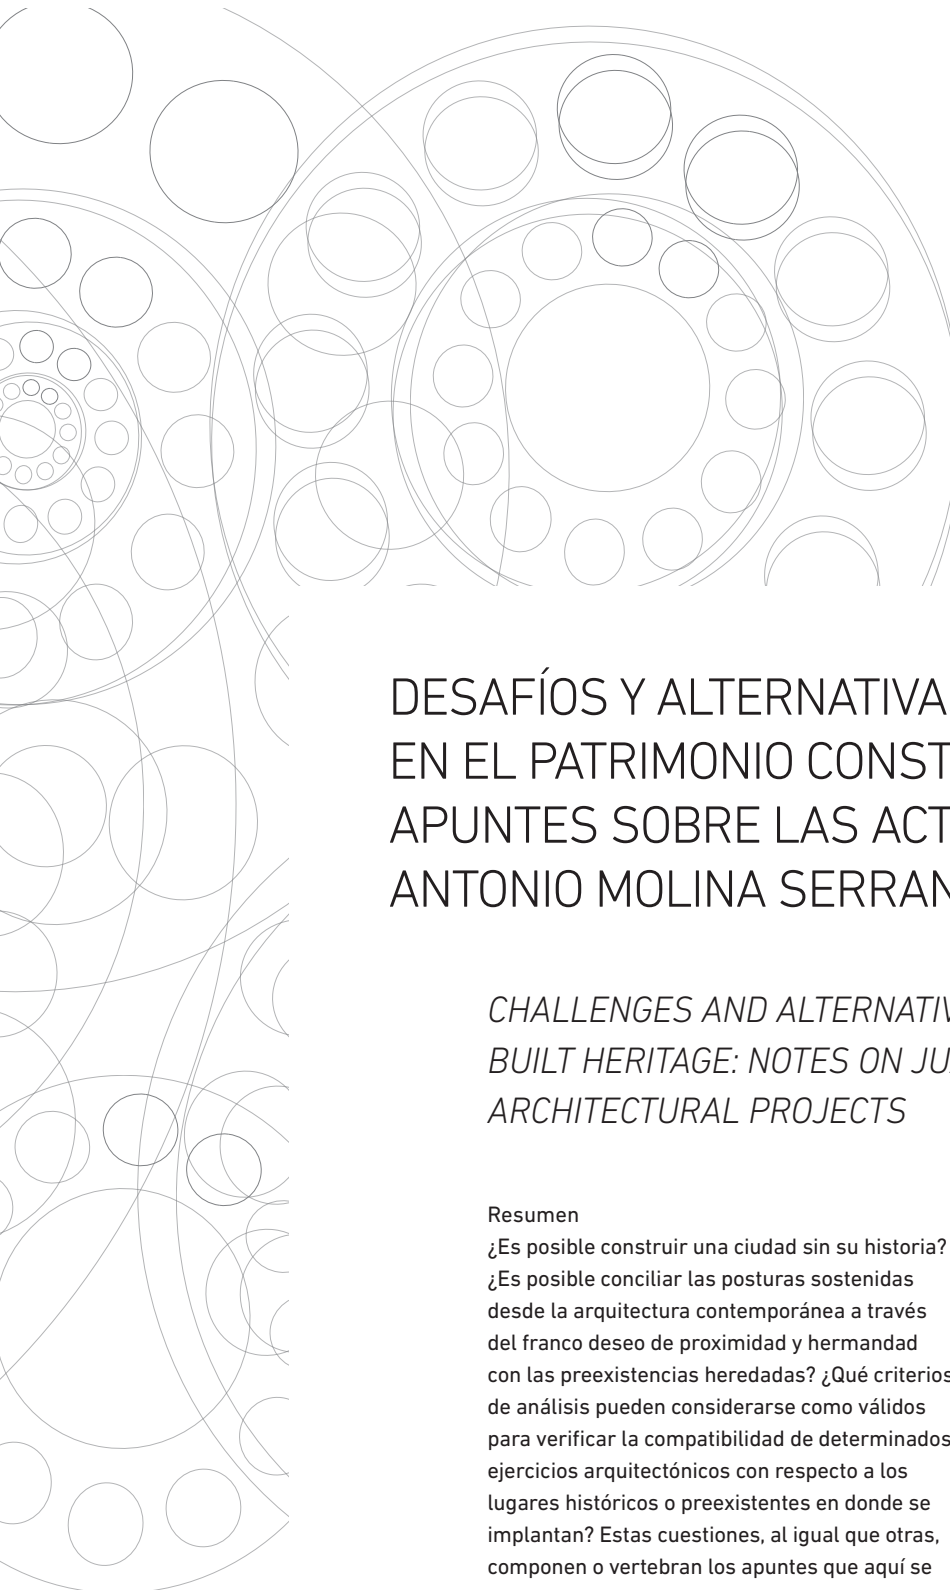 DESAFÍOS Y ALTERNATIVA
EN EL PATRIMONIO CONST
APUNTES SOBRE LAS ACT
ANTONIO MOLINA SERRAN
CHALLENGES AND ALTERNATIV
BUILT HERITAGE: NOTES ON JU
ARCHITECTURAL PROJECTS
Resumen
¿Es posible construir una ciudad sin su historia?
¿Es posible conciliar las posturas sostenidas
desde la arquitectura contemporánea a través
del franco deseo de proximidad y hermandad
con las preexistencias heredadas? ¿Qué criterios
de análisis pueden considerarse como válidos
para verificar la compatibilidad de determinados
ejercicios arquitectónicos con respecto a los
lugares históricos o preexistentes en donde se
implantan? Estas cuestiones, al igual que otras,
componen o vertebran los apuntes que aquí se